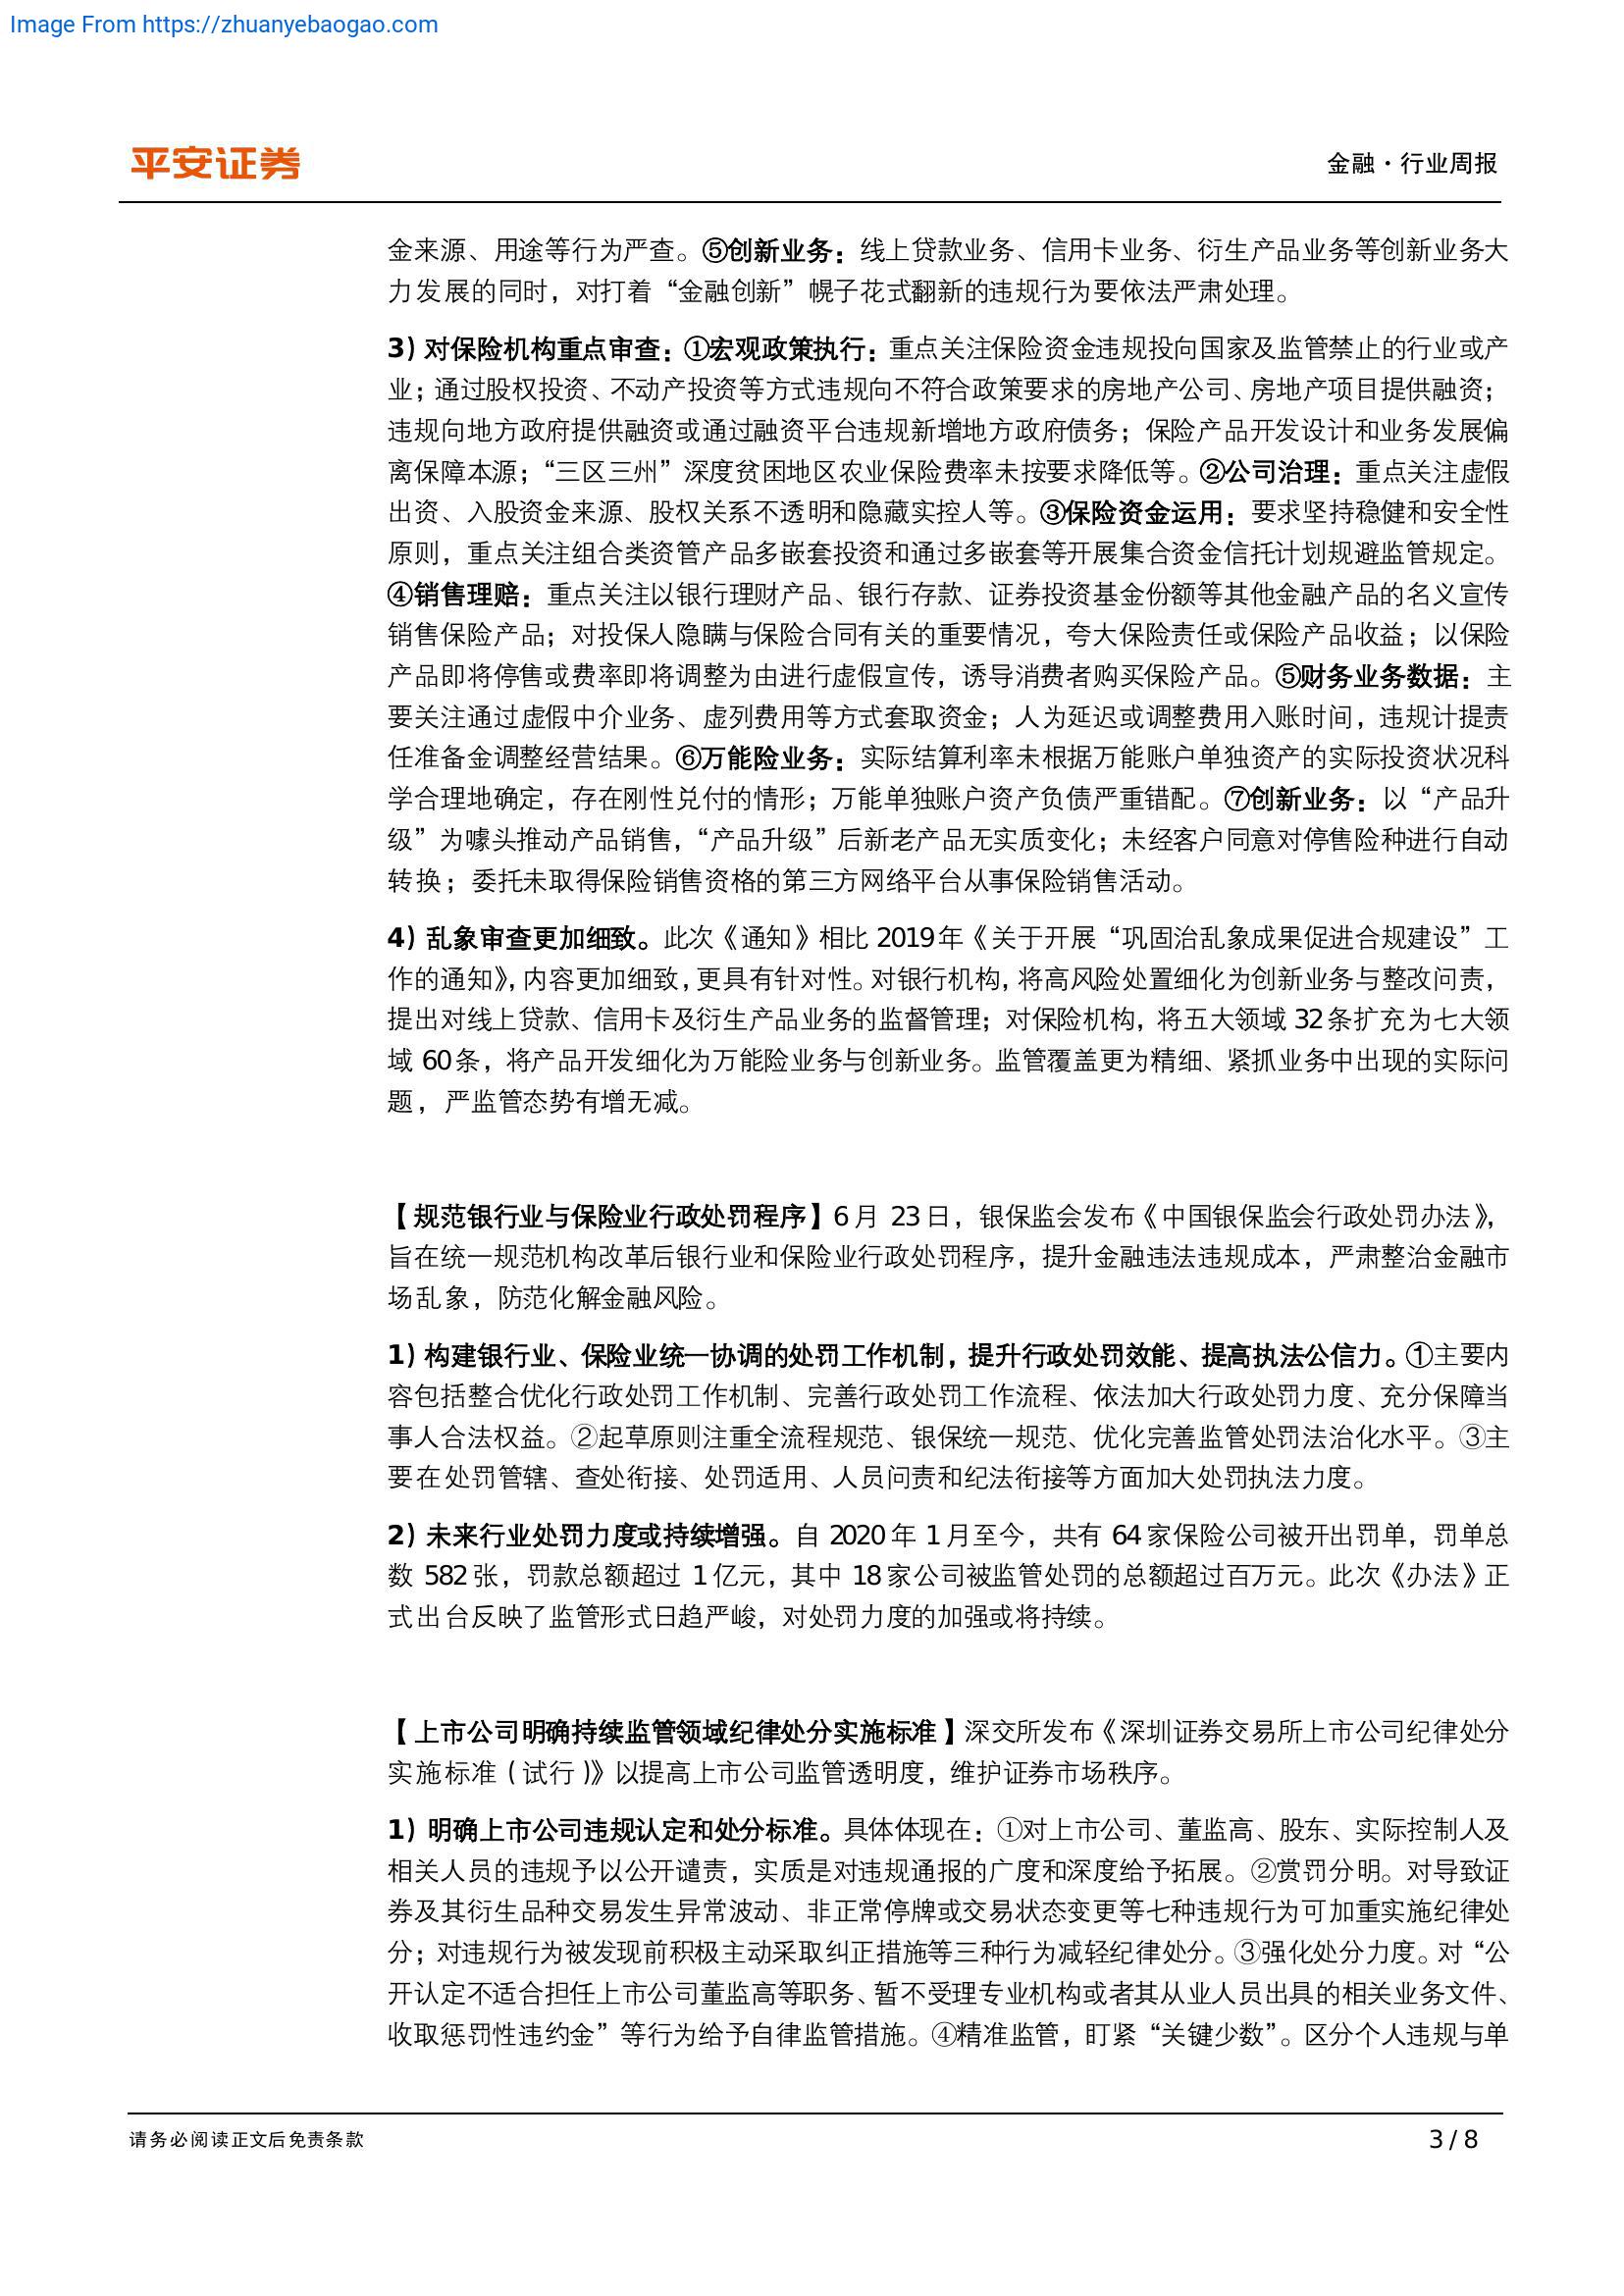 Image From https://zhuanyebaogao.com
平安证券
金融·行业周报
金来源、用途等行为严查。⑤创新业务：线上贷款业务、信用卡业务、衍生产品业务等创新业务大
力发展的同时，对打着“金融创新”幌子花式翻新的违规行为要依法严肃处理。
3）对保险机构重点审查：①宏观政策执行：重点关注保险资金违规投向国家及监管禁止的行业或产
业；通过股权投资、不动产投资等方式违规向不符合政策要求的房地产公司、房地产项目提供融资；
违规向地方政府提供融资或通过融资平台违规新增地方政府债务；保险产品开发设计和业务发展偏
离保障本源；“三区三州”深度贫困地区农业保险费率未按要求降低等。②公司治理：重点关注虚假
出资、入股资金来源、股权关系不透明和隐藏实控人等。③保险资金运用：要求坚持稳健和安全性
原则，重点关注组合类资管产品多嵌套投资和通过多嵌套等开展集合资金信托计划规避监管规定。
④销售理赔：重点关注以银行理财产品、银行存款、证券投资基金份额等其他金融产品的名义宣传
销售保险产品；对投保人隐瞒与保险合同有关的重要情况，夸大保险责任或保险产品收益；以保险
产品即将停售或费率即将调整为由进行虚假宣传，诱导消费者购买保险产品。⑤财务业务数据：主
要关注通过虚假中介业务、虚列费用等方式套取资金；人为延迟或调整费用入账时间，违规计提责
任准备金调整经营结果。⑥万能险业务：实际结算利率未根据万能账户单独资产的实际投资状况科
学合理地确定，存在刚性兑付的情形；万能单独账户资产负债严重错配。⑦创新业务：以“产品升
级”为噱头推动产品销售，“产品升级”后新老产品无实质变化；未经客户同意对停售险种进行自动
转换；委托未取得保险销售资格的第三方网络平台从事保险销售活动。
4）乱象审查更加细致。此次《通知》相比 2019 年《关于开展“巩固治乱象成果促进合规建设”工
作的通知》，内容更加细致，更具有针对性。对银行机构，将高风险处置细化为创新业务与整改问责，
提出对线上贷款、信用卡及衍生产品业务的监督管理；对保险机构，将五大领域 32 条扩充为七大领
域 60 条，将产品开发细化为万能险业务与创新业务。监管覆盖更为精细、紧抓业务中出现的实际问
题，严监管态势有增无减。
【规范银行业与保险业行政处罚程序】6 月 23 日，银保监会发布《中国银保监会行政处罚办法》，
旨在统一规范机构改革后银行业和保险业行政处罚程序，提升金融违法违规成本，严肃整治金融市
场乱象，防范化解金融风险。
1）构建银行业、保险业统一协调的处罚工作机制，提升行政处罚效能、提高执法公信力。①主要内
容包括整合优化行政处罚工作机制、完善行政处罚工作流程、依法加大行政处罚力度、充分保障当
事人合法权益。②起草原则注重全流程规范、银保统一规范、优化完善监管处罚法治化水平。③主
要在处罚管辖、查处衔接、处罚适用、人员问责和纪法衔接等方面加大处罚执法力度。
2）未来行业处罚力度或持续增强。自 2020 年 1 月至今，共有 64 家保险公司被开出罚单，罚单总
数 582 张，罚款总额超过 1 亿元，其中 18 家公司被监管处罚的总额超过百万元。此次《办法》正
式出台反映了监管形式日趋严峻，对处罚力度的加强或将持续。
【上市公司明确持续监管领域纪律处分实施标准】深交所发布《深圳证券交易所上市公司纪律处分
实施标准（试行）》以提高上市公司监管透明度，维护证券市场秩序。
1）明确上市公司违规认定和处分标准。具体体现在：①对上市公司、董监高、股东、实际控制人及
相关人员的违规予以公开谴责，实质是对违规通报的广度和深度给予拓展。②赏罚分明。对导致证
券及其衍生品种交易发生异常波动、非正常停牌或交易状态变更等七种违规行为可加重实施纪律处
分；对违规行为被发现前积极主动采取纠正措施等三种行为减轻纪律处分。③强化处分力度。对“公
开认定不适合担任上市公司董监高等职务、暂不受理专业机构或者其从业人员出具的相关业务文件、
收取惩罚性违约金”等行为给予自律监管措施。④精准监管，盯紧“关键少数”。区分个人违规与单
请务必阅读正文后免责条款
3 / 8